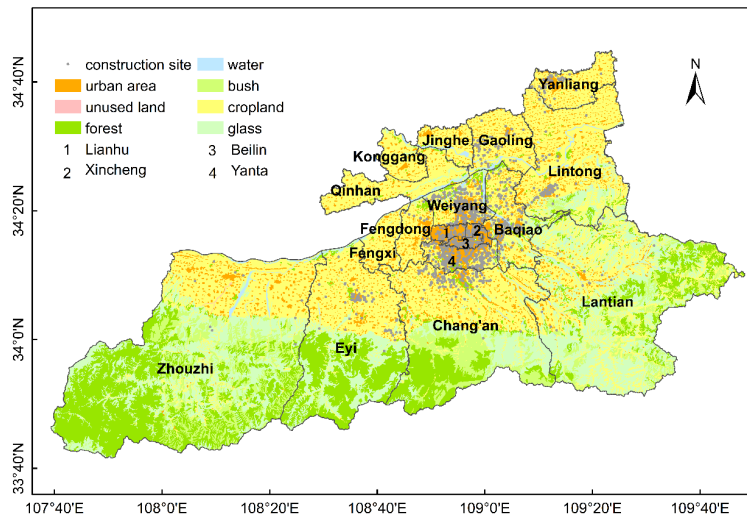 34°40'N
34°20'N
34°0'N
33°40'N
construction site
water
urban area
bush
unused land
cropland
forest
glass
1 Lianhu
3 Beilin
2 Xincheng
4 Yanta
N
Yanliang
Jinghe
Gaoling
Konggang
Lintong
Qinhan
Weiyang
Fengdong
1
2
Baqiao
3
Fengxi
4
Lantian
Chang'an
Eyi
Zhouzhi
107°40'E
108°0'E
108°20'E
108°40'E
109°0'E
109°20'E
109°40'E